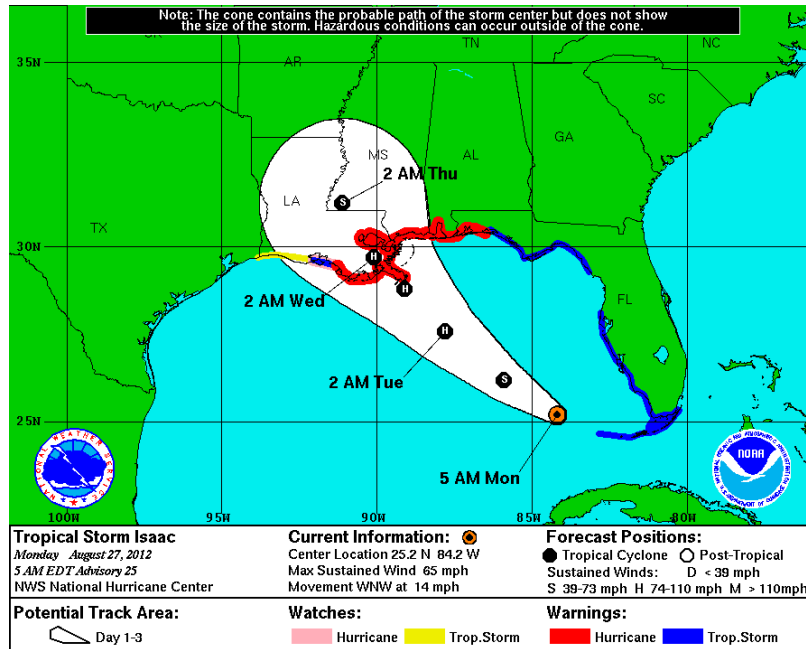 Note: The cone contains the probable path of the storm center but does not show
the size of the storm. Hazardous conditions can occur outside of the cone.
TN
NC
35N
AR
SC
MS
AL
GA
2 AM Thu
S
LA
TX
30N
H
2 AM Wed
H
FL
H
2 AM Tue
S
25N
5 AM Mon
NATIONAL WEATHER SERVICE
NOAA
100W
95W
90W
85W
80W
Tropical Storm Isaac
Monday August 27, 2012
5 AM EDT Advisory 25
NWS National Hurricane Center
Current Information:
Center Location 25.2 N 84.2 W
Max Sustained Wind 65 mph
Movement WNW at 14 mph
Forecast Positions:
Tropical Cyclone Post-Tropical
Sustained Winds: D < 39 mph
S 39-73 mph H 74-110 mph M > 110mph
Potential Track Area:
Day 1-3
Watches:
Hurricane Trop.Storm
Warnings:
Hurricane Trop.Storm